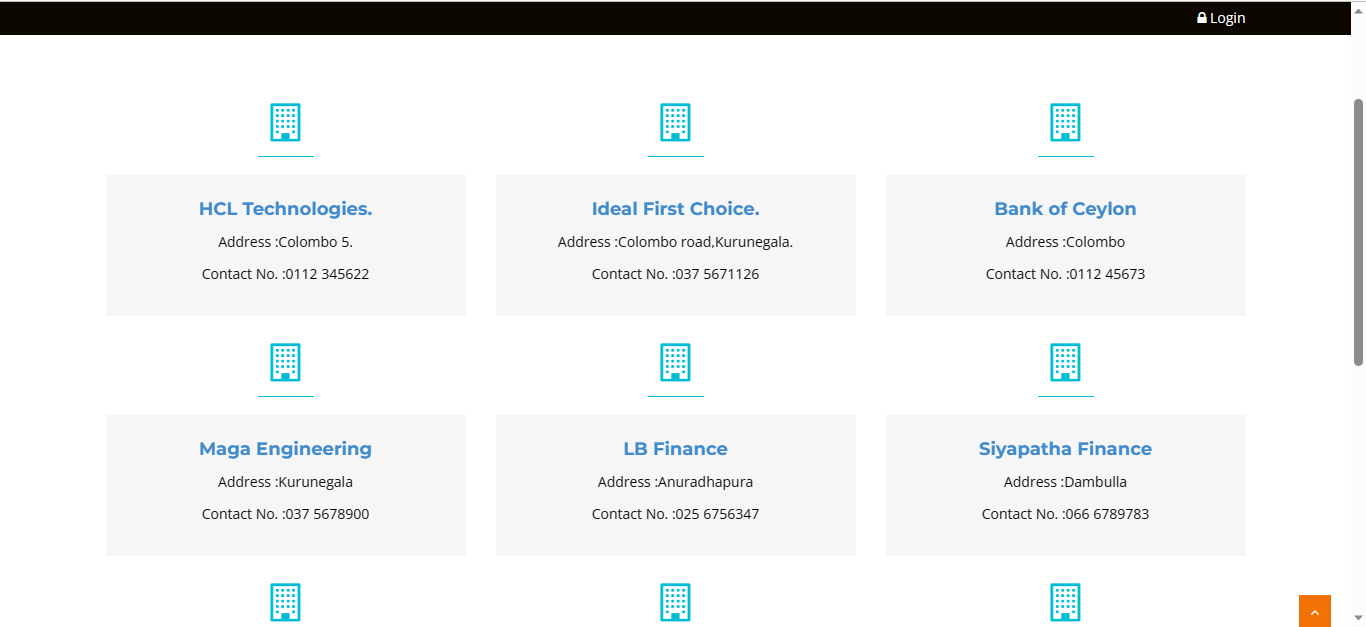 Login
HCL Technologies.
Address :Colombo 5.
Contact No. :0112 345622
Ideal First Choice.
Address :Colombo road,Kurunegala.
Contact No. :037 5671126
Bank of Ceylon
Address :Colombo
Contact No. :0112 45673
Maga Engineering
Address :Kurunegala
Contact No. :037 5678900
LB Finance
Address :Anuradhapura
Contact No. :025 6756347
Siyapatha Finance
Address :Dambulla
Contact No. :066 6789783